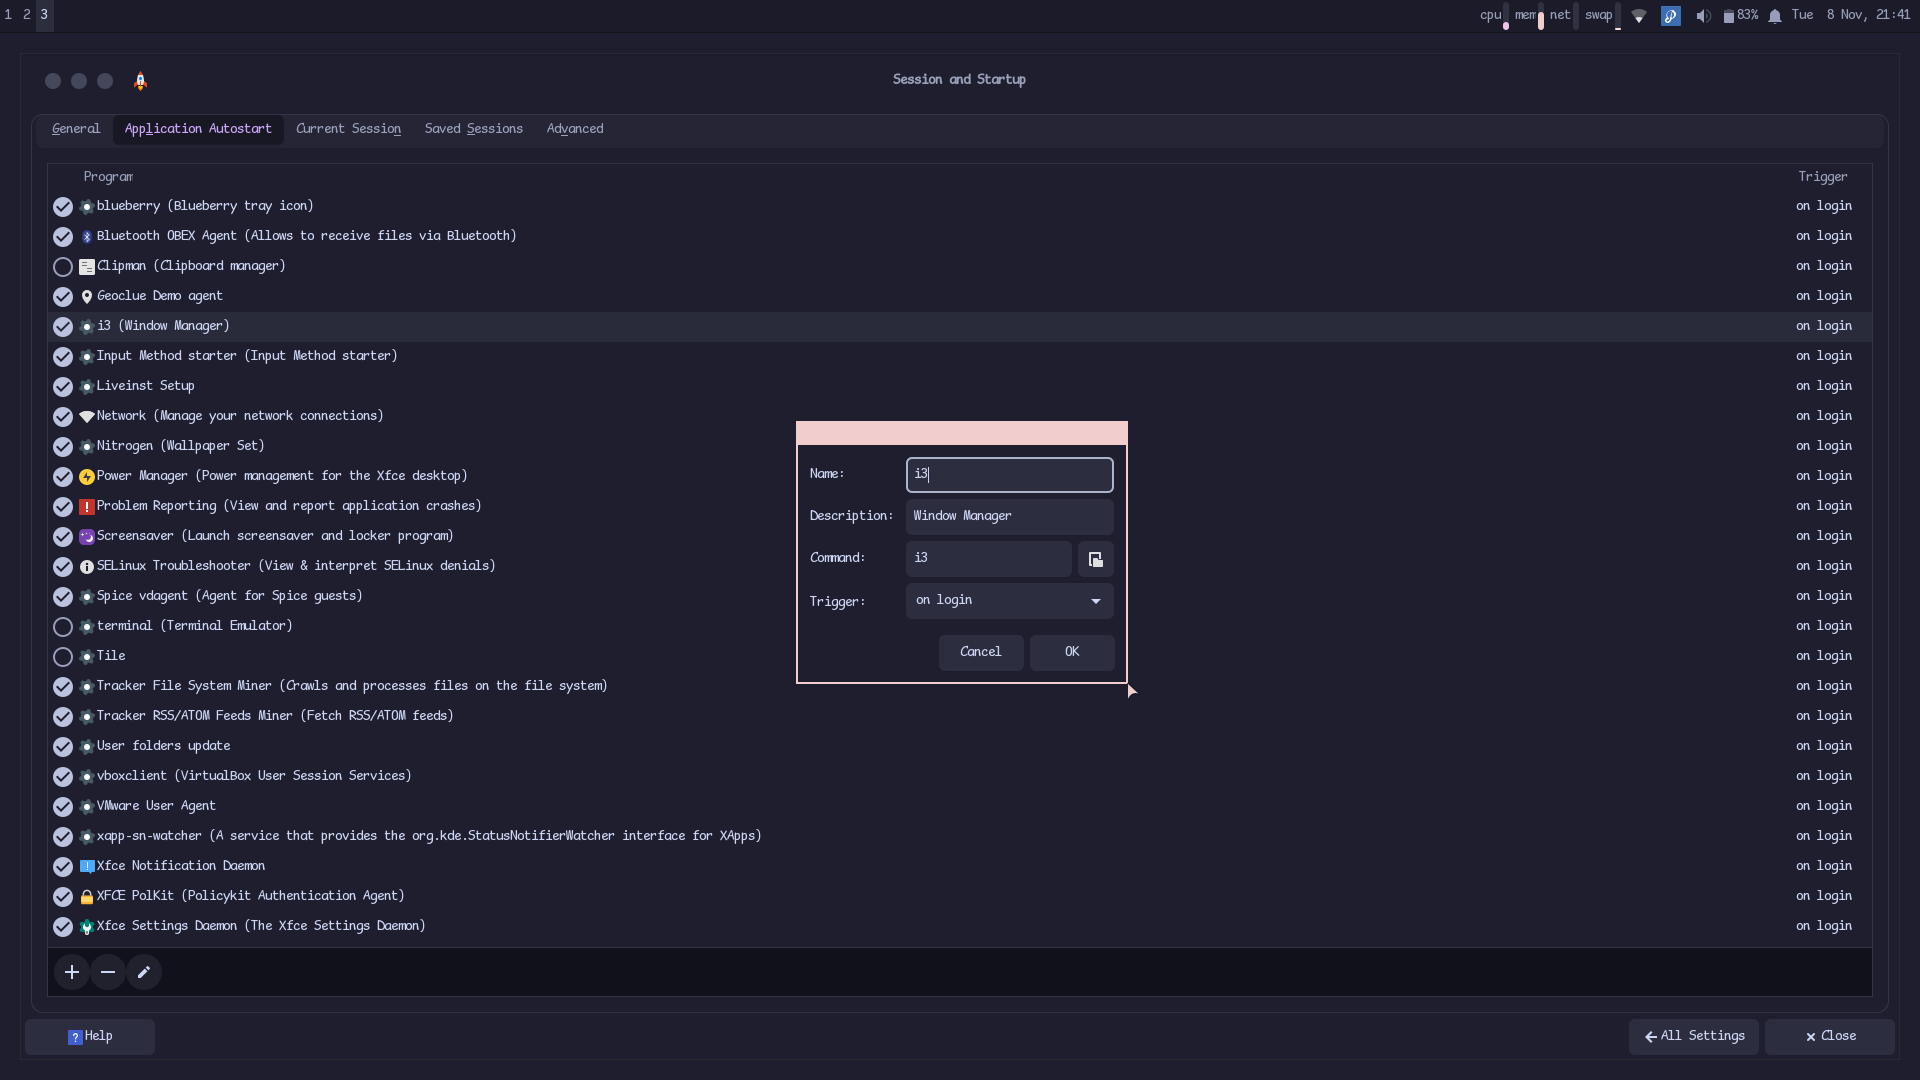 1 2 3 cpu mem net swap 83% Tue 8 Nov, 21:41
Session and Startup
General Application Autostart Current Session Saved Sessions Advanced
Program Trigger
blueberry (Blueberry tray icon) on login
Bluetooth OBEX Agent (Allows to receive files via Bluetooth) on login
Clipman (Clipboard manager) on login
Geoclue Demo agent on login
i3 (Window Manager) on login
Input Method starter (Input Method starter) on login
Liveinst Setup on login
Network (Manage your network connections) on login
Nitrogen (Wallpaper Set) on login
Power Manager (Power management for the Xfce desktop) on login
Problem Reporting (View and report application crashes) on login
Screensaver (Launch screensaver and locker program) on login
SELinux Troubleshooter (View & interpret SELinux denials) on login
Spice vdagent (Agent for Spice guests) on login
terminal (Terminal Emulator) on login
Tile on login
Tracker File System Miner (Crawls and processes files on the file system) on login
Tracker RSS/ATOM Feeds Miner (Fetch RSS/ATOM feeds) on login
User folders update on login
vboxclient (VirtualBox User Session Services) on login
VMware User Agent on login
xapp-sn-watcher (A service that provides the org.kde.StatusNotifierWatcher interface for XApps) on login
Xfce Notification Daemon on login
XFCE PolKit (Policykit Authentication Agent) on login
Xfce Settings Daemon (The Xfce Settings Daemon) on login
Name: i3
Description: Window Manager
Command: i3
Trigger: on login
Cancel OK
Help All Settings Close